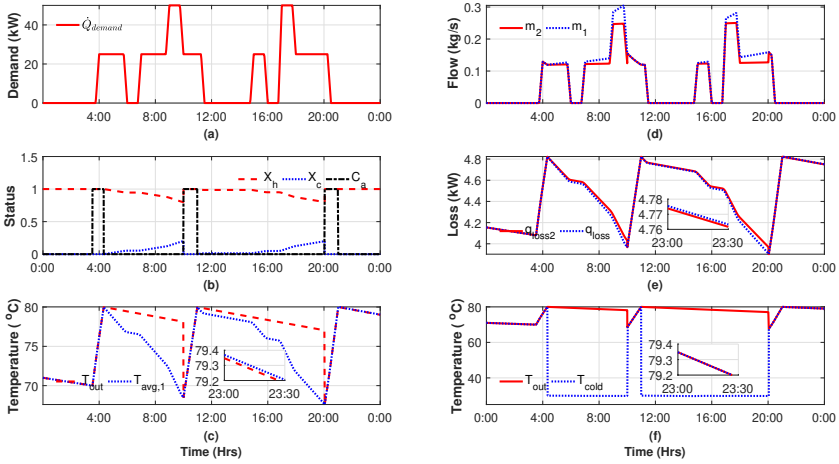 Demand (kW)
40
20
0
Q̇demand
4:00 8:00 12:00 16:00 20:00 0:00
(a)
Flow (kg/s)
0.3
0.2
0.1
0
m2 m1
0:00 4:00 8:00 12:00 16:00 20:00 0:00
(d)
Status
1.5
1
0.5
0
Xh Xc Ca
0:00 4:00 8:00 12:00 16:00 20:00 0:00
(b)
Loss (kW)
4.8
4.6
4.4
4.2
4
qloss2 qloss
4.78
4.77
4.76
23:00 23:30
0:00 4:00 8:00 12:00 16:00 20:00 0:00
(e)
Temperature ( °C)
80
75
70
Tout Tavg,1
79.4
79.3
79.2
23:00 23:30
0:00 4:00 8:00 12:00 16:00 20:00 0:00
(c)
Time (Hrs)
Temperature ( °C)
80
60
40
Tout Tcold
79.4
79.3
79.2
23:00 23:30
0:00 4:00 8:00 12:00 16:00 20:00 0:00
(f)
Time (Hrs)